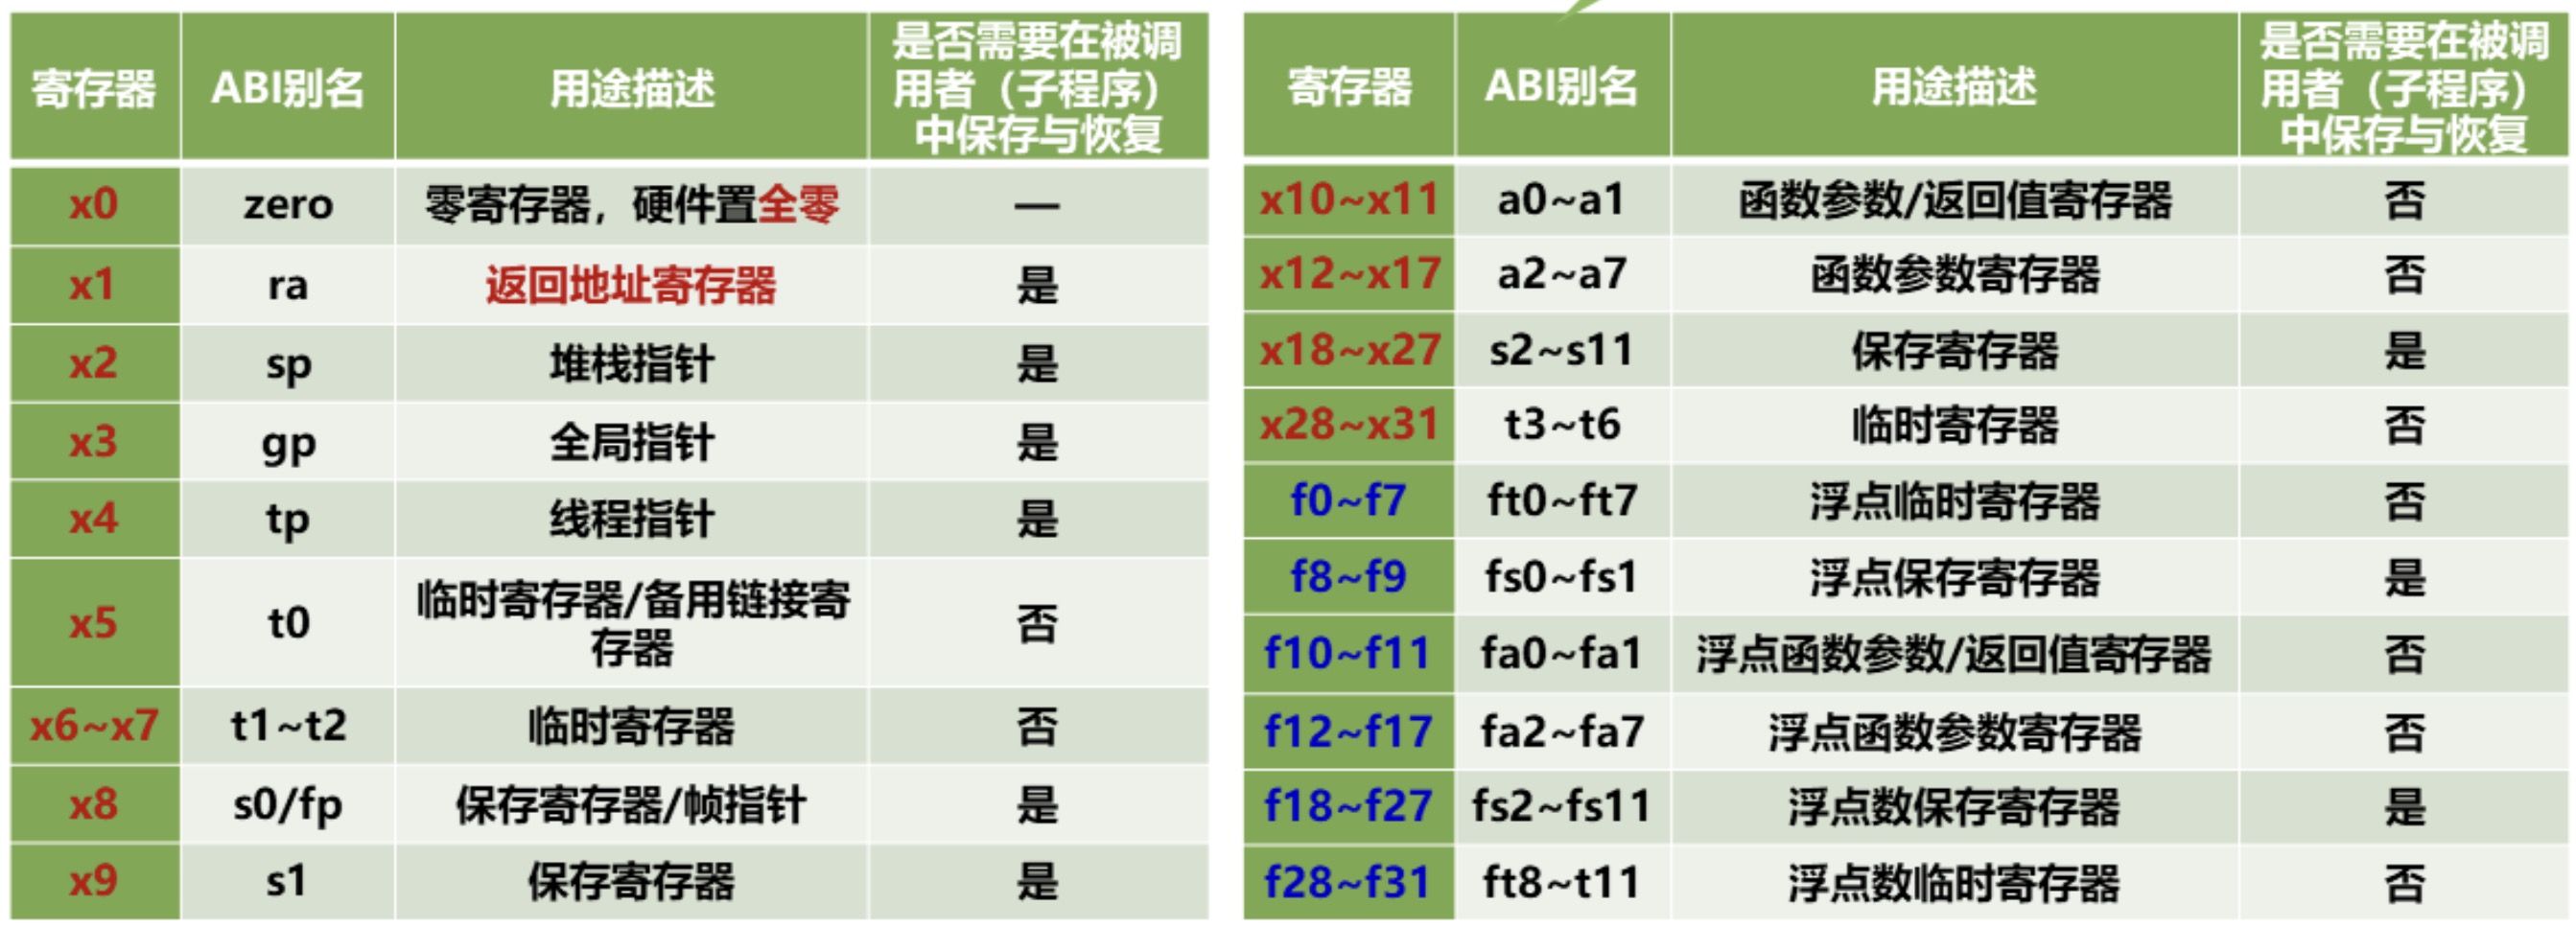 寄存器 ABI别名 用途描述 是否需要在被调用者（子程序）中保存与恢复
x0 zero 零寄存器，硬件置全零 —
x1 ra 返回地址寄存器 是
x2 sp 堆栈指针 是
x3 gp 全局指针 是
x4 tp 线程指针 是
x5 t0 临时寄存器/备用链接寄存器 否
x6~x7 t1~t2 临时寄存器 否
x8 s0/fp 保存寄存器/帧指针 是
x9 s1 保存寄存器 是
寄存器 ABI别名 用途描述 是否需要在被调用者（子程序）中保存与恢复
x10~x11 a0~a1 函数参数/返回值寄存器 否
x12~x17 a2~a7 函数参数寄存器 否
x18~x27 s2~s11 保存寄存器 是
x28~x31 t3~t6 临时寄存器 否
f0~f7 ft0~ft7 浮点临时寄存器 否
f8~f9 fs0~fs1 浮点保存寄存器 是
f10~f11 fa0~fa1 浮点函数参数/返回值寄存器 否
f12~f17 fa2~fa7 浮点函数参数寄存器 否
f18~f27 fs2~fs11 浮点数保存寄存器 是
f28~f31 ft8~t11 浮点数临时寄存器 否